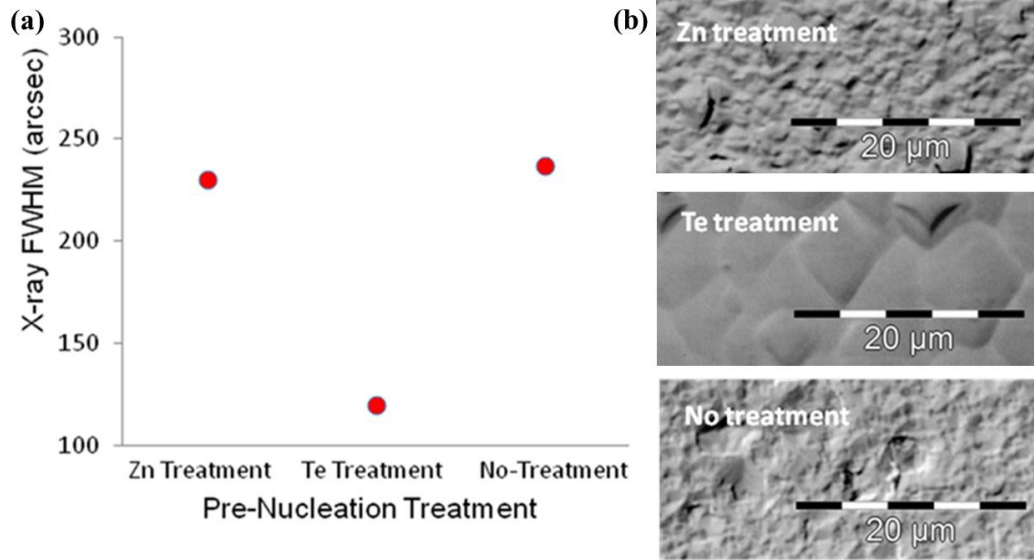 (a)
300
250
200
150
100
X-ray FWHM (arcsec)
Zn Treatment Te Treatment No-Treatment
Pre-Nucleation Treatment
(b)
Zn treatment
20 µm
Te treatment
20 µm
No treatment
20 µm